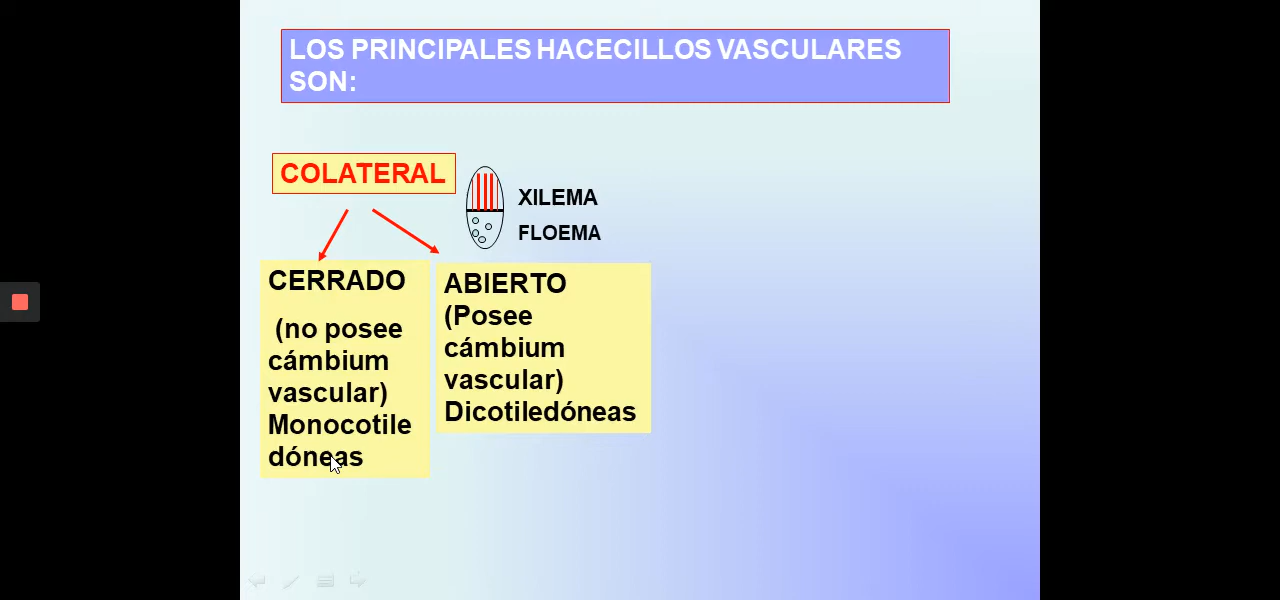 LOS PRINCIPALES HACECILLOS VASCULARES
SON:
COLATERAL
XILEMA
FLOEMA
CERRADO
(no posee
cámbium
vascular)
Monocotile
dóneas
ABIERTO
(Posee
cámbium
vascular)
Dicotiledóneas